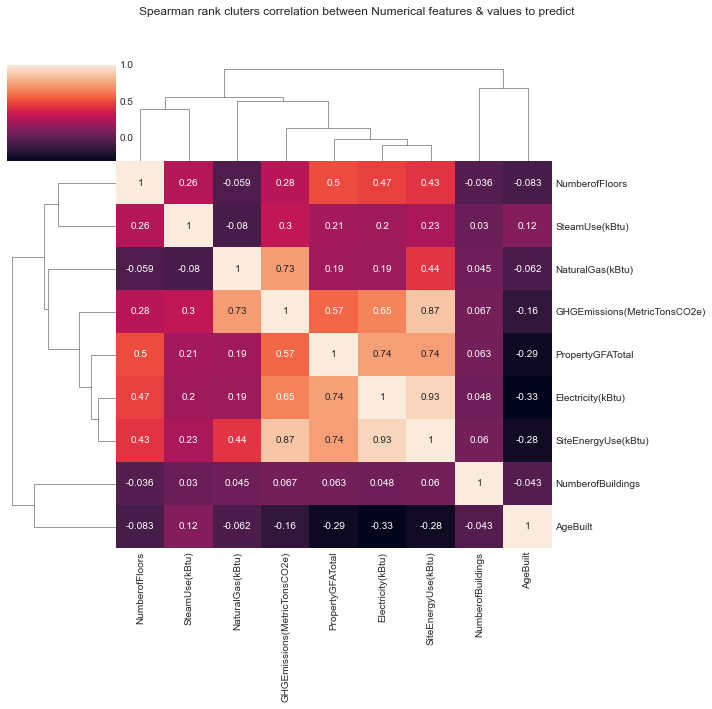 Spearman rank cluters correlation between Numerical features & values to predict
1.0
0.5
0.0
1 0.26 -0.059 0.28 0.5 0.47 0.43 -0.036 -0.083 NumberofFloors
0.26 1 -0.08 0.3 0.21 0.2 0.23 0.03 0.12 SteamUse(kBtu)
-0.059 -0.08 1 0.73 0.19 0.19 0.44 0.045 -0.062 NaturalGas(kBtu)
0.28 0.3 0.73 1 0.57 0.65 0.87 0.067 -0.16 GHGEmissions(MetricTonsCO2e)
0.5 0.21 0.19 0.57 1 0.74 0.74 0.063 -0.29 PropertyGFATotal
0.47 0.2 0.19 0.65 0.74 1 0.93 0.048 -0.33 Electricity(kBtu)
0.43 0.23 0.44 0.87 0.74 0.93 1 0.06 -0.28 SiteEnergyUse(kBtu)
-0.036 0.03 0.045 0.067 0.063 0.048 0.06 1 -0.043 NumberofBuildings
-0.083 0.12 -0.062 -0.16 -0.29 -0.33 -0.28 -0.043 1 AgeBuilt
NumberofFloors
SteamUse(kBtu)
NaturalGas(kBtu)
GHGEmissions(MetricTonsCO2e)
PropertyGFATotal
Electricity(kBtu)
SiteEnergyUse(kBtu)
NumberofBuildings
AgeBuilt